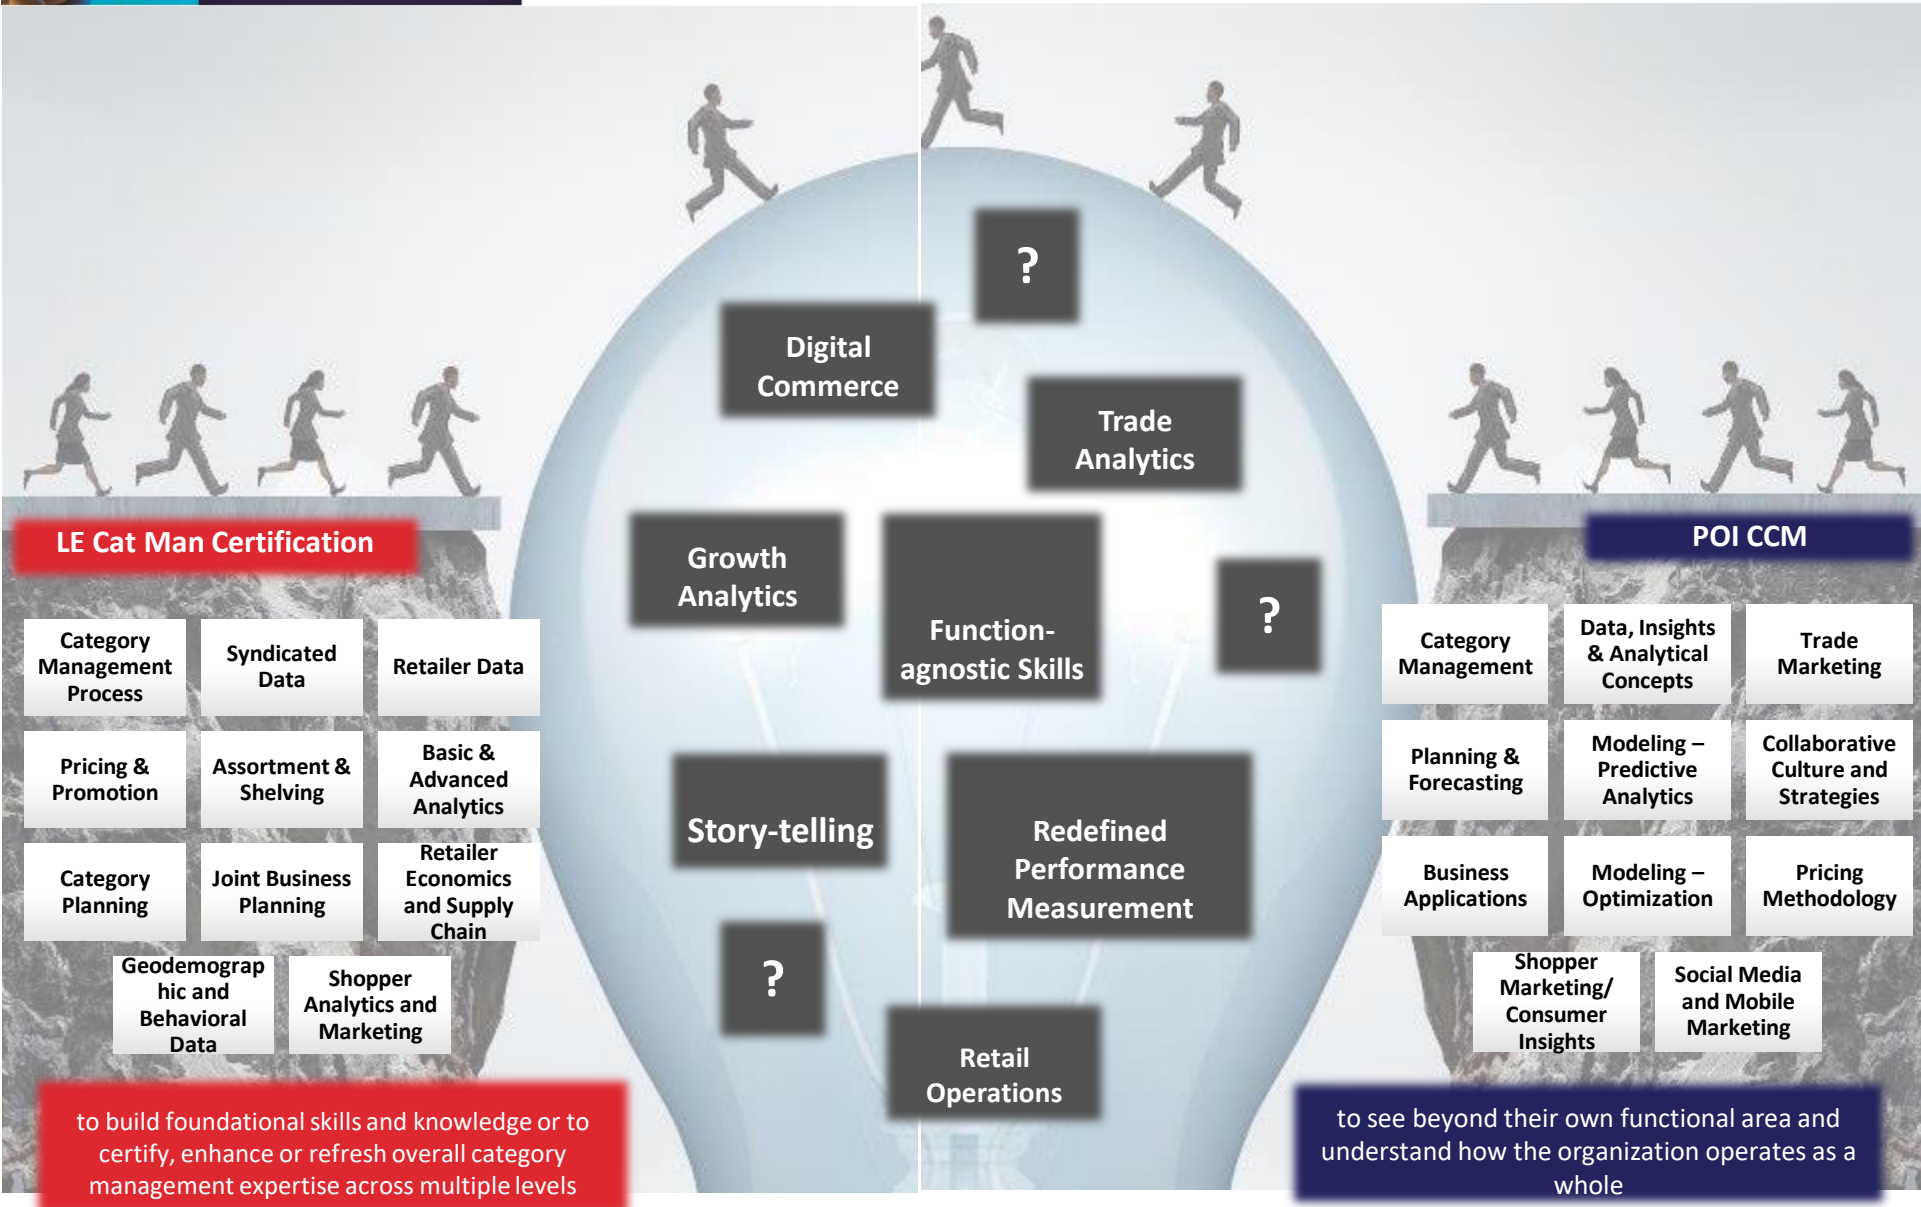 ?
Digital
Commerce
Trade
Analytics
LE Cat Man Certification
Growth
Analytics
Function-
agnostic Skills
?
POI CCM
Category
Management
Process
Syndicated
Data
Retailer Data
Pricing &
Promotion
Assortment &
Shelving
Basic &
Advanced
Analytics
Category
Planning
Joint Business
Planning
Retailer
Economics
and Supply
Chain
Geodemograp
hic and
Behavioral
Data
Shopper
Analytics and
Marketing
to build foundational skills and knowledge or to
certify, enhance or refresh overall category
management expertise across multiple levels
Story-telling
Redefined
Performance
Measurement
?
Retail
Operations
Category
Management
Data, Insights
& Analytical
Concepts
Trade
Marketing
Planning &
Forecasting
Modeling –
Predictive
Analytics
Collaborative
Culture and
Strategies
Business
Applications
Modeling –
Optimization
Pricing
Methodology
Shopper
Marketing/
Consumer
Insights
Social Media
and Mobile
Marketing
to see beyond their own functional area and
understand how the organization operates as a
whole